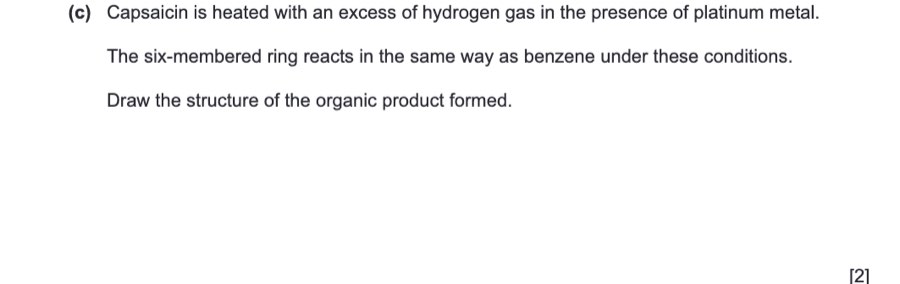 (c) Capsaicin is heated with an excess of hydrogen gas in the presence of platinum metal.
The six-membered ring reacts in the same way as benzene under these conditions.
Draw the structure of the organic product formed.
[2]